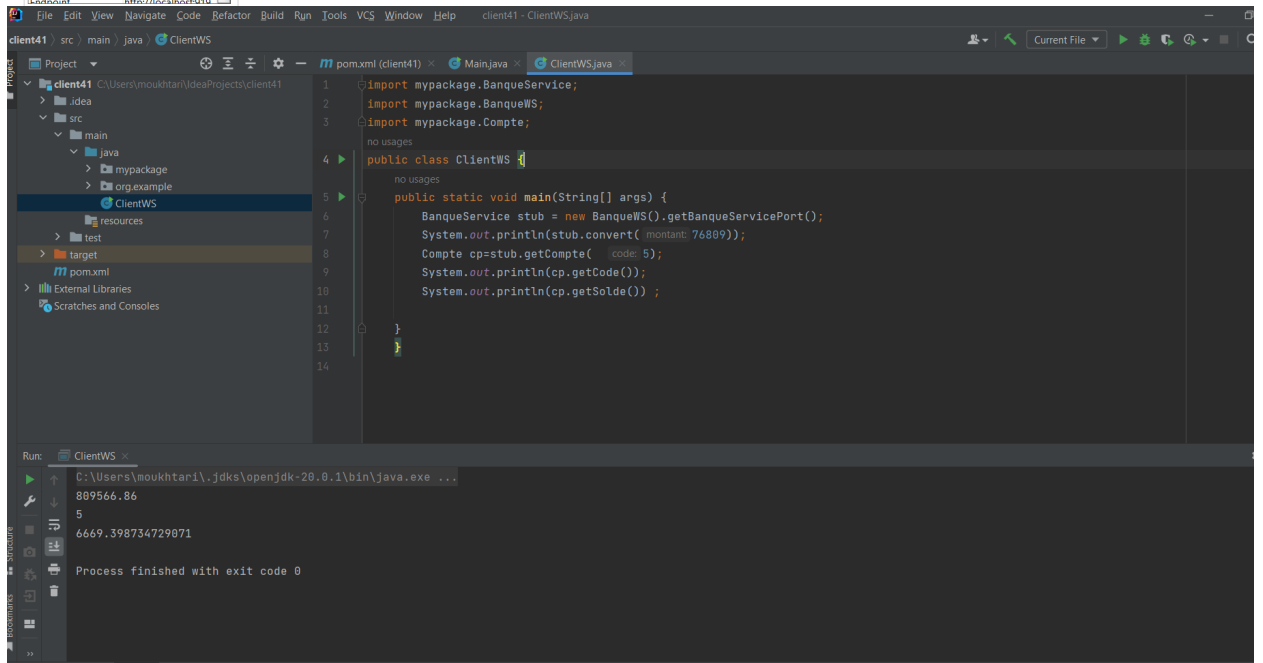 Endpoint http://localhost:919
File Edit View Navigate Code Refactor Build Run Tools VCS Window Help client41 - ClientWS.java
client41 〉 src 〉 main 〉 java 〉 ClientWS
Current File
Project
Project
pom.xml (client41) × Main.java × ClientWS.java ×
client41 C:\Users\moukhtari\IdeaProjects\client41
.idea
src
main
java
mypackage
org.example
ClientWS
resources
test
target
pom.xml
External Libraries
Scratches and Consoles
1 import mypackage.BanqueService;
2 import mypackage.BanqueWS;
3 import mypackage.Compte;
no usages
4 public class ClientWS {
no usages
5 public static void main(String[] args) {
6 BanqueService stub = new BanqueWS().getBanqueServicePort();
7 System.out.println(stub.convert( montant: 76809));
8 Compte cp=stub.getCompte( code: 5);
9 System.out.println(cp.getCode());
10 System.out.println(cp.getSolde()) ;
11
12 }
13 }
14
Run: ClientWS ×
C:\Users\moukhtari\.jdks\openjdk-20.0.1\bin\java.exe ...
809566.86
5
6669.398734729071
Process finished with exit code 0
Structure
Bookmarks